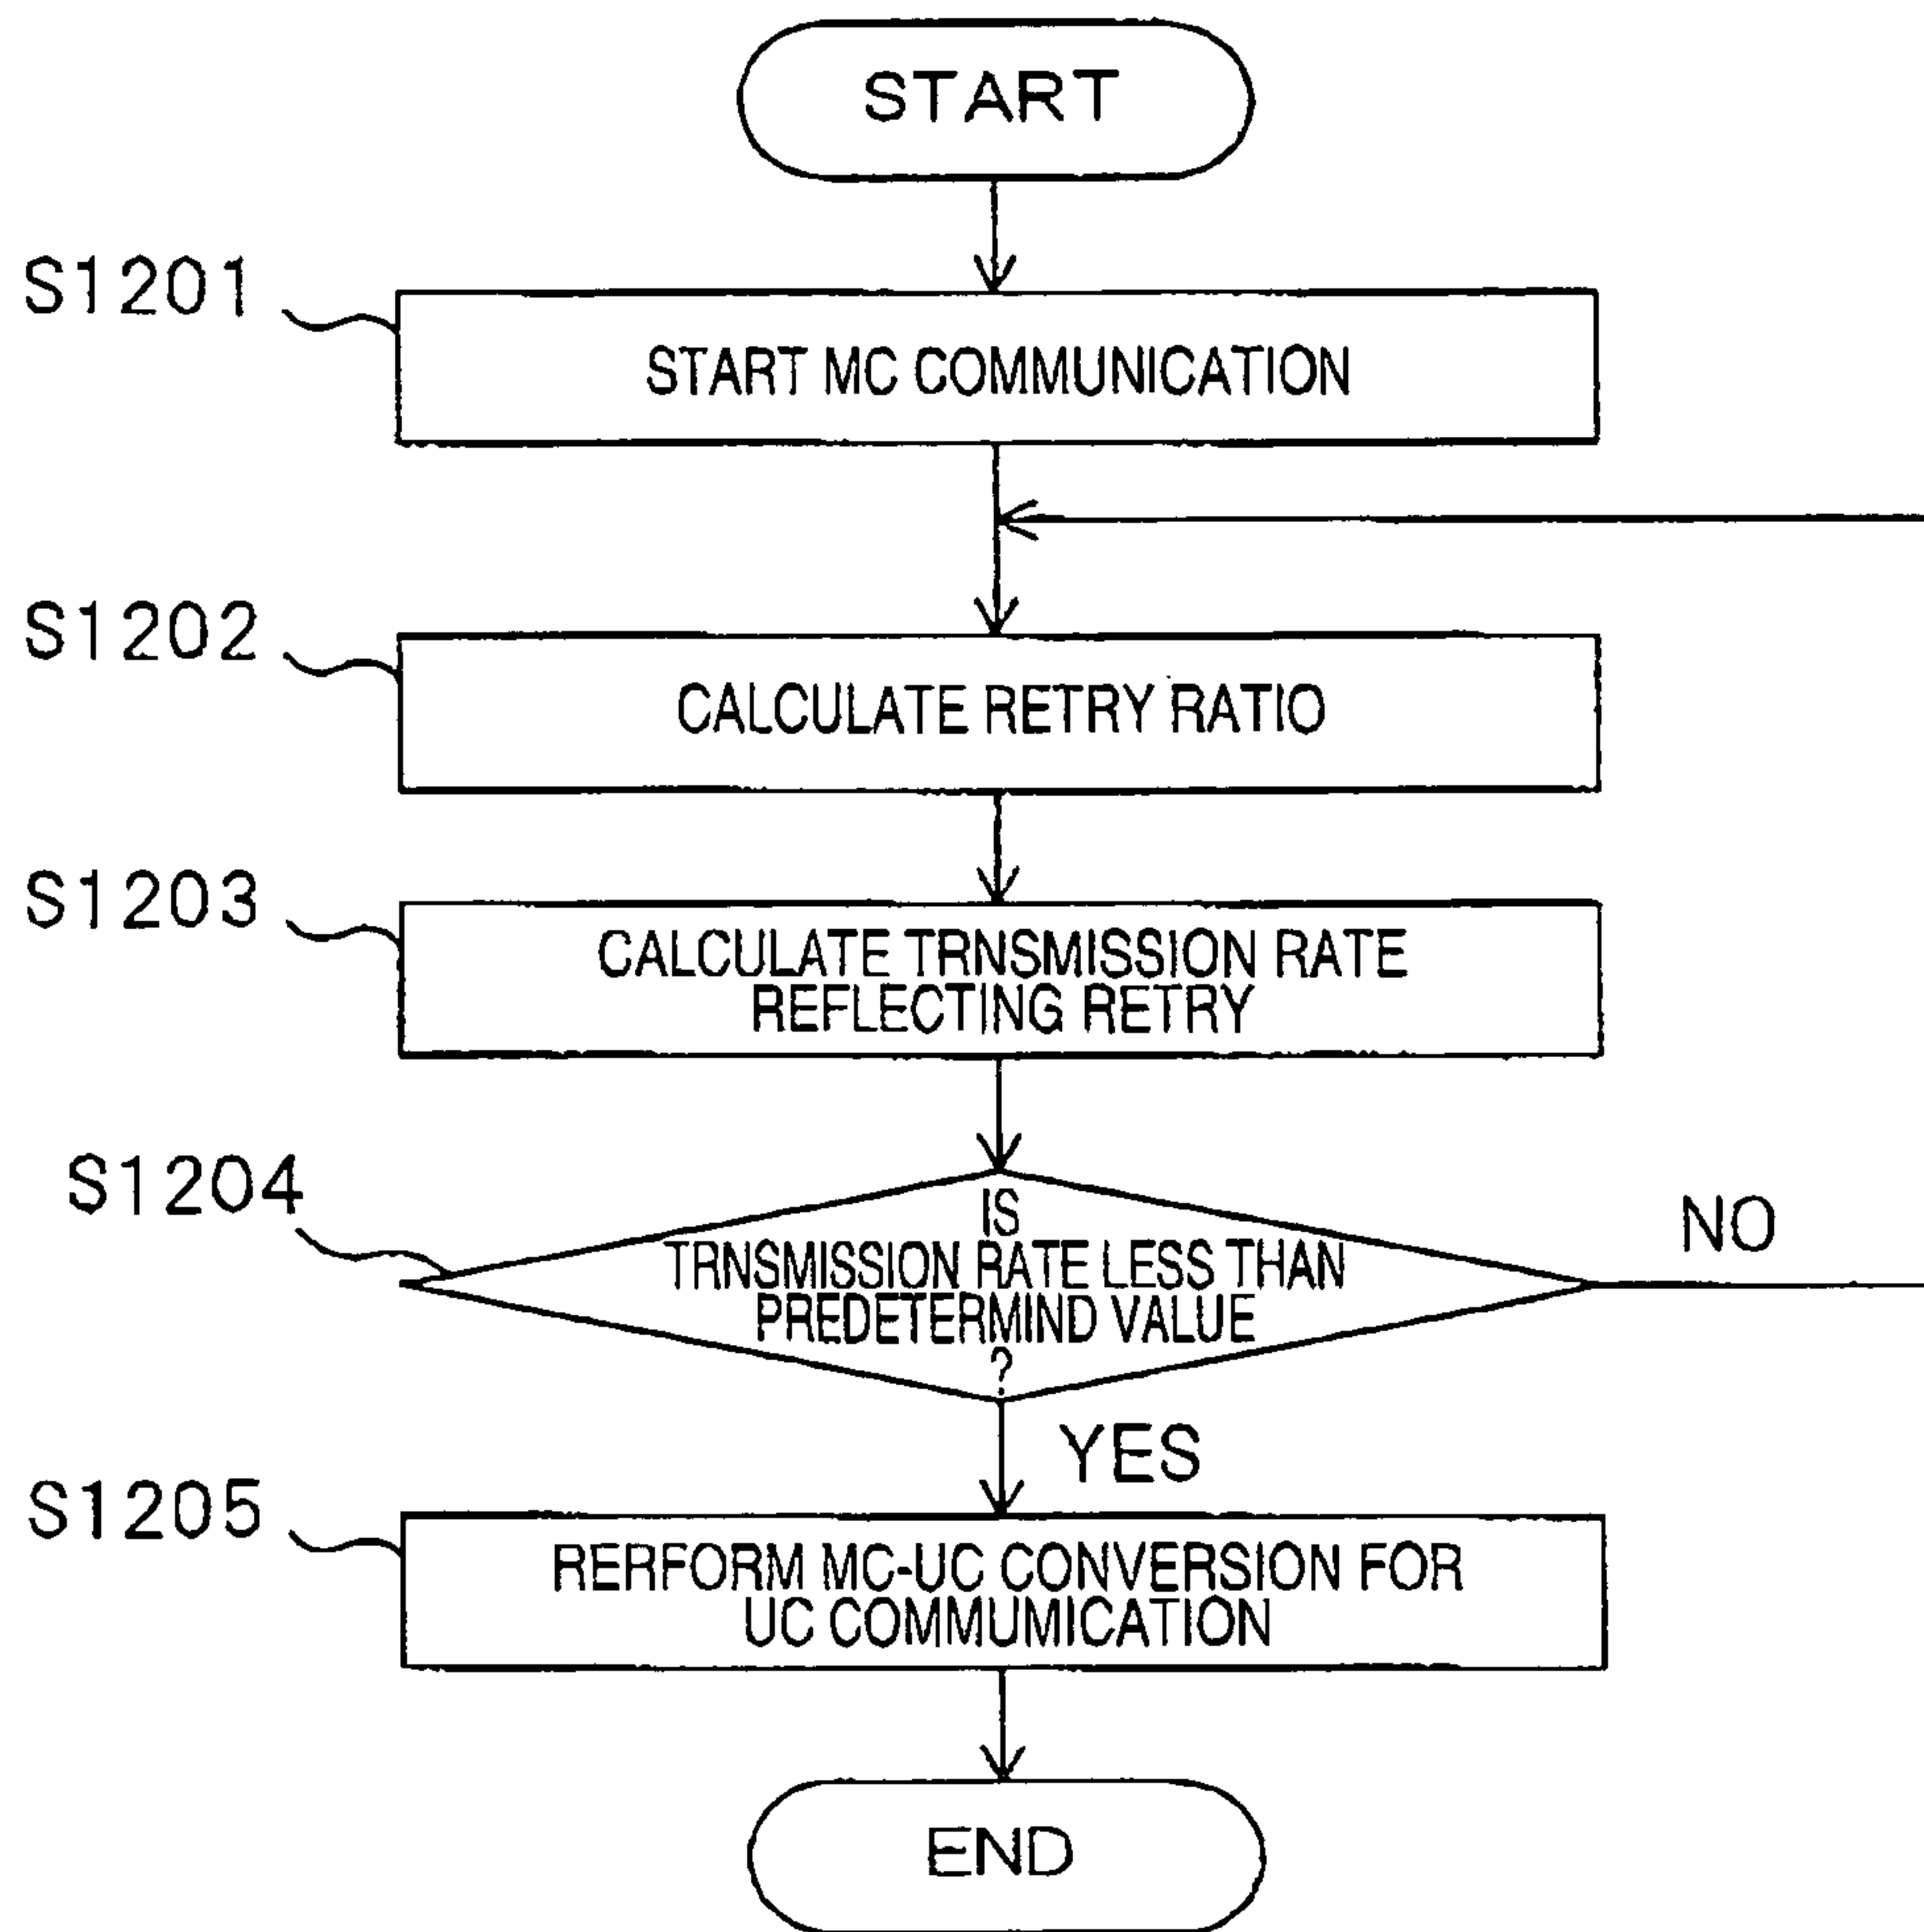 START
S1201
START MC COMMUNICATION
S1202
CALCULATE RETRY RATIO
S1203
CALCULATE TRNSMISSION RATE
REFLECTING RETRY
S1204
IS
TRNSMISSION RATE LESS THAN
PREDETERMIND VALUE
?
NO
YES
S1205
RERFORM MC-UC CONVERSION FOR
UC COMMUMICATION
END